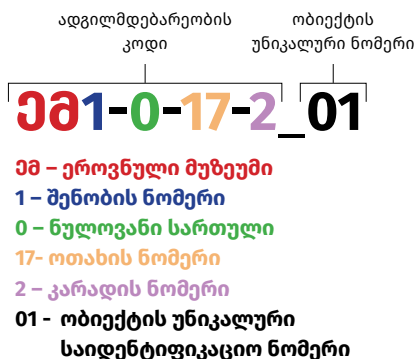 ადგილმდებარეობის
კოდი
ობიექტის
უნიკალური ნომერი
ემ1-0-17-2_01
ემ – ეროვნული მუზეუმი
1 – შენობის ნომერი
0 – ნულოვანი სართული
17- ოთახის ნომერი
2 – კარადის ნომერი
01 - ობიექტის უნიკალური
საიდენტიფიკაციო ნომერი